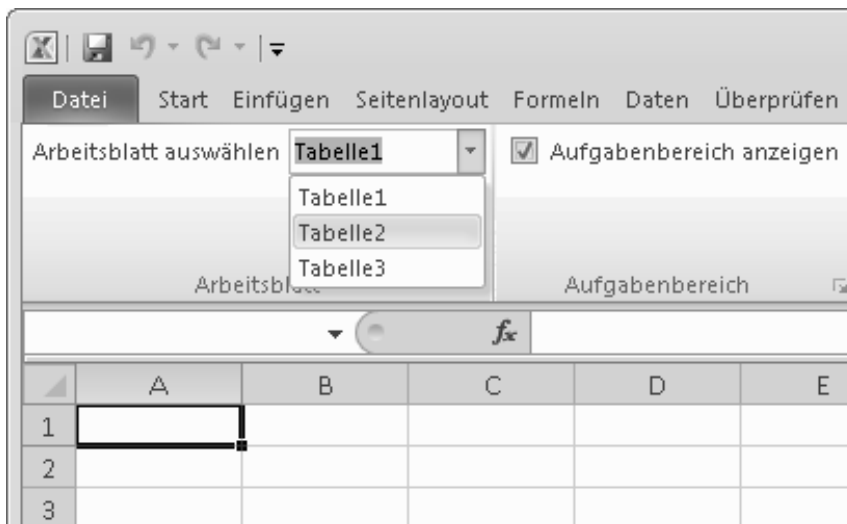 Datei Start Einfügen Seitenlayout Formeln Daten Überprüfen
Arbeitsblatt auswählen Tabelle1 Aufgabenbereich anzeigen
Tabelle1
Tabelle2
Tabelle3
Arbeitsblatt Aufgabenbereich
fx
A B C D E
1
2
3